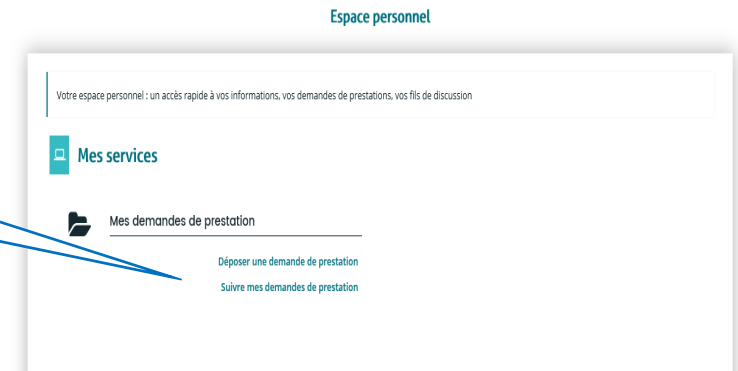 Espace personnel
Votre espace personnel : un accès rapide à vos informations, vos demandes de prestations, vos fils de discussion
Mes services
Mes demandes de prestation
Déposer une demande de prestation
Suivre mes demandes de prestation